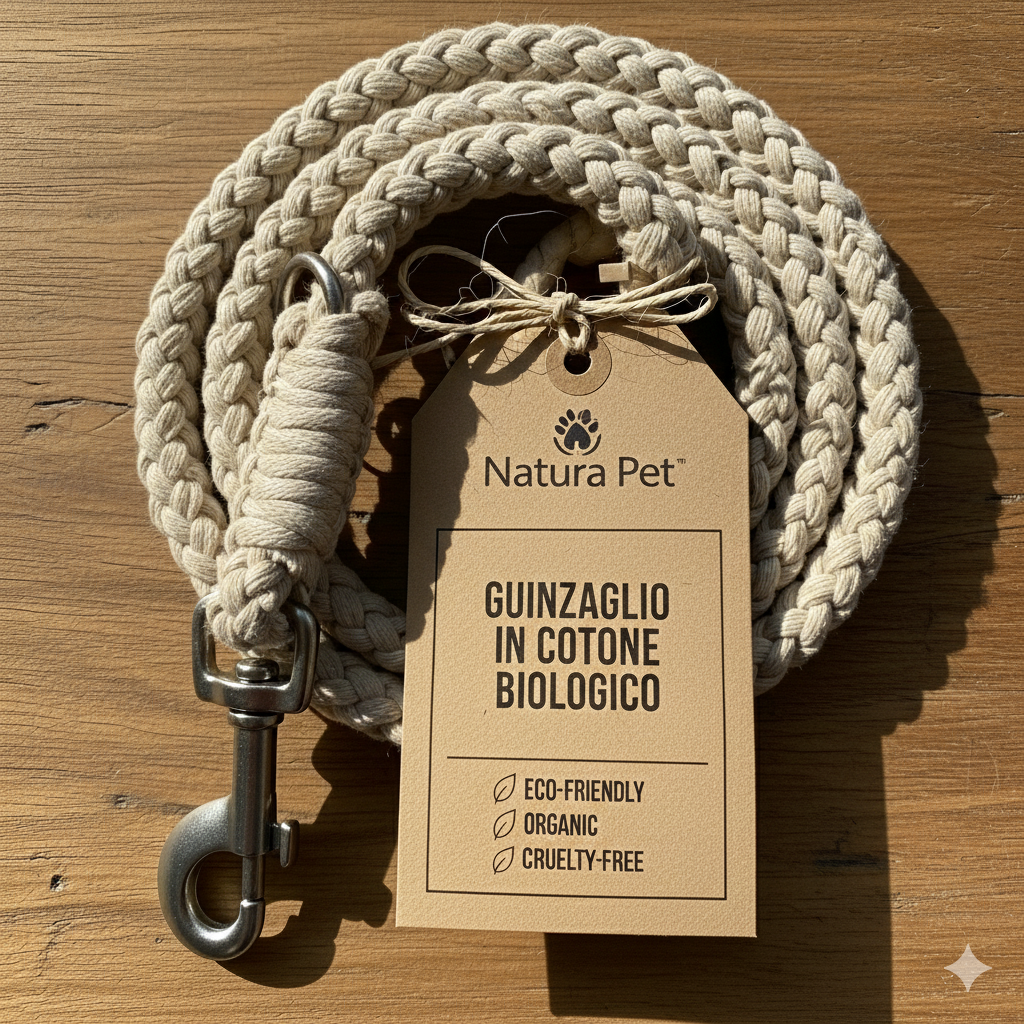 Natura Pet™
GUINZAGLIO
IN COTONE
BIOLOGICO
ECO-FRIENDLY
ORGANIC
CRUELTY-FREE